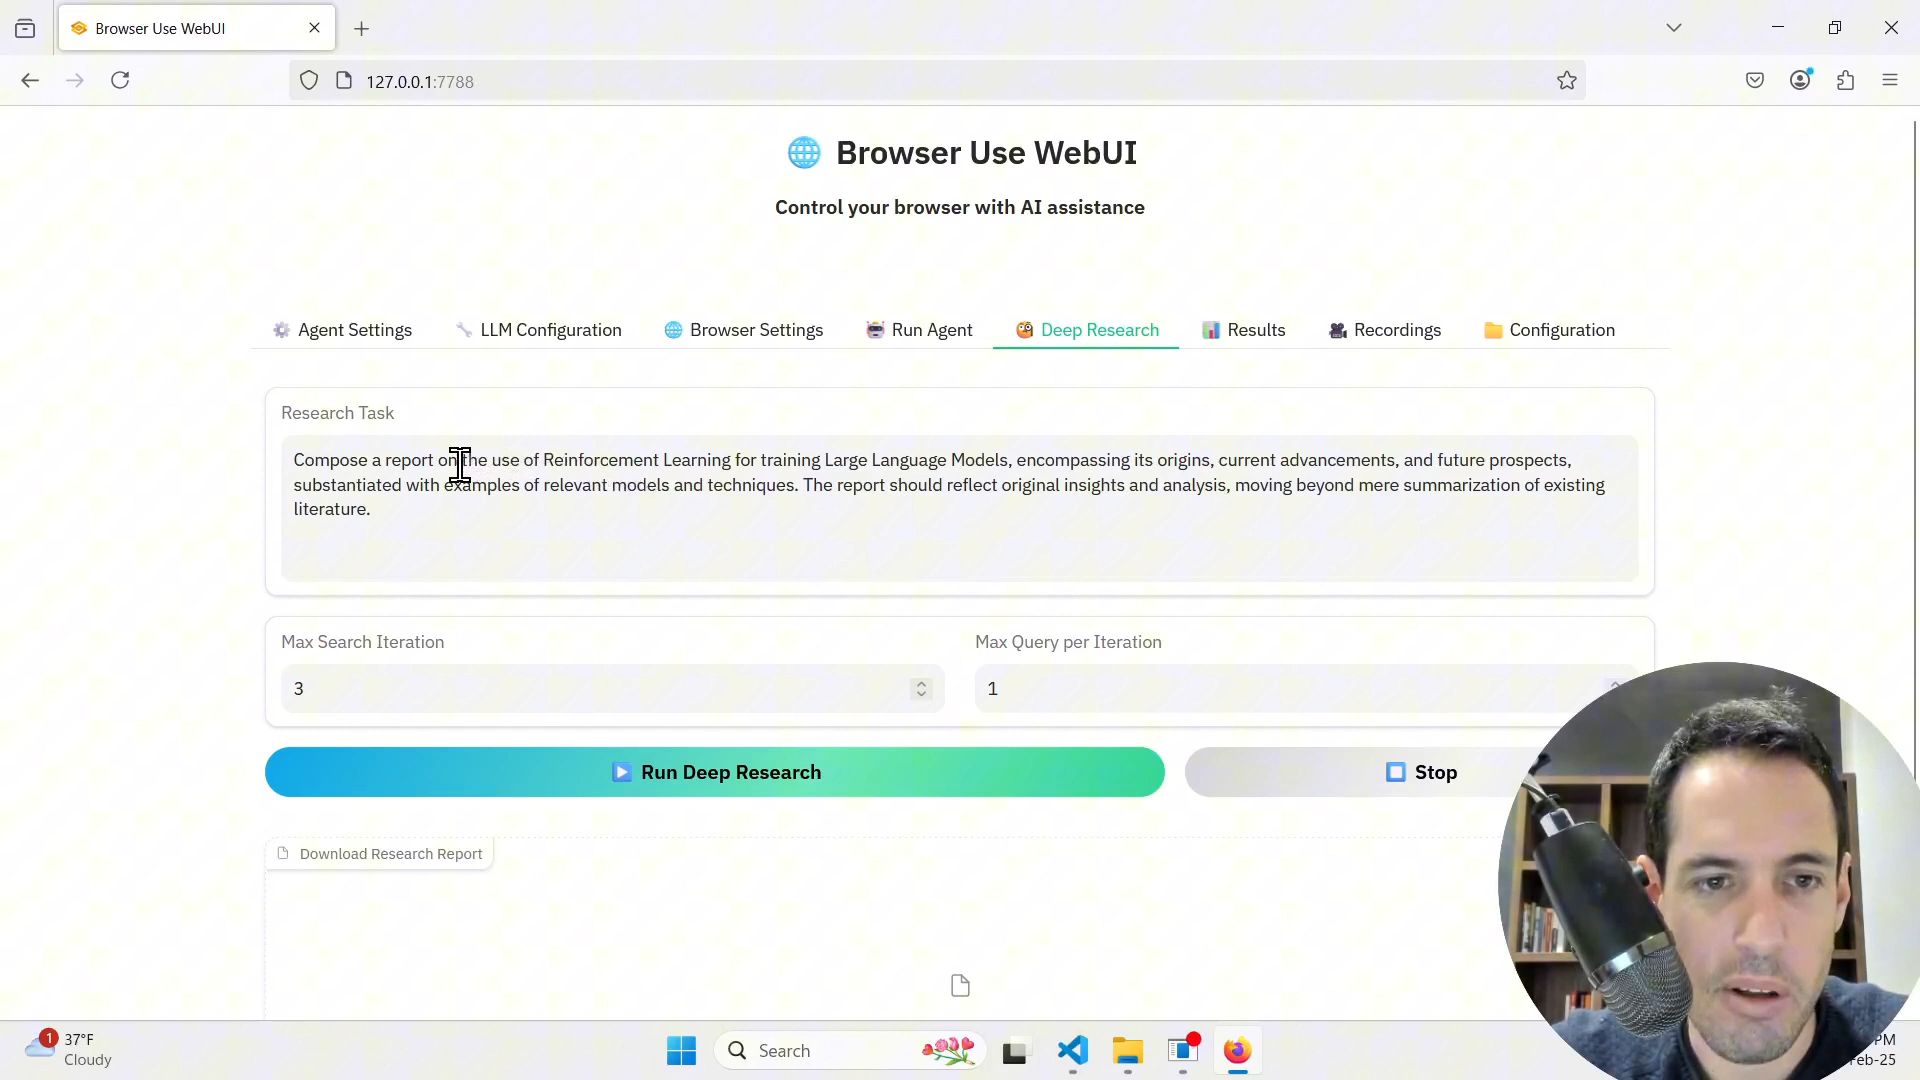 Browser Use WebUI
127.0.0.1:7788
Browser Use WebUI
Control your browser with AI assistance
Agent Settings
LLM Configuration
Browser Settings
Run Agent
Deep Research
Results
Recordings
Configuration
Research Task
Compose a report on the use of Reinforcement Learning for training Large Language Models, encompassing its origins, current advancements, and future prospects,
substantiated with examples of relevant models and techniques. The report should reflect original insights and analysis, moving beyond mere summarization of existing
literature.
Max Search Iteration
Max Query per Iteration
3
1
Run Deep Research
Stop
Download Research Report
1
37°F
Cloudy
Search
PM
Feb-25